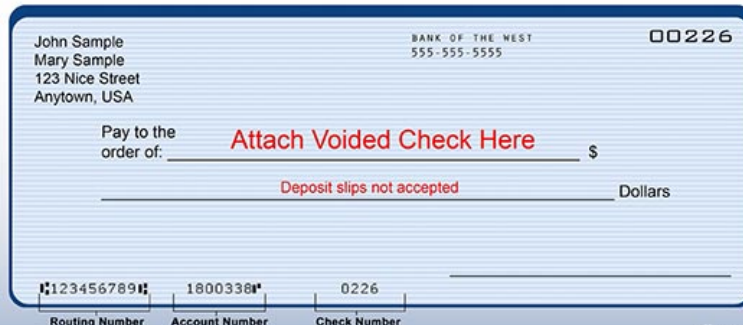 John Sample
Mary Sample
123 Nice Street
Anytown, USA
BANK OF THE WEST
555-555-5555
00226
Pay to the
order of: Attach Voided Check Here $
Deposit slips not accepted Dollars
⑆123456789⑆ 1800338⑈ 0226
Routing Number Account Number Check Number